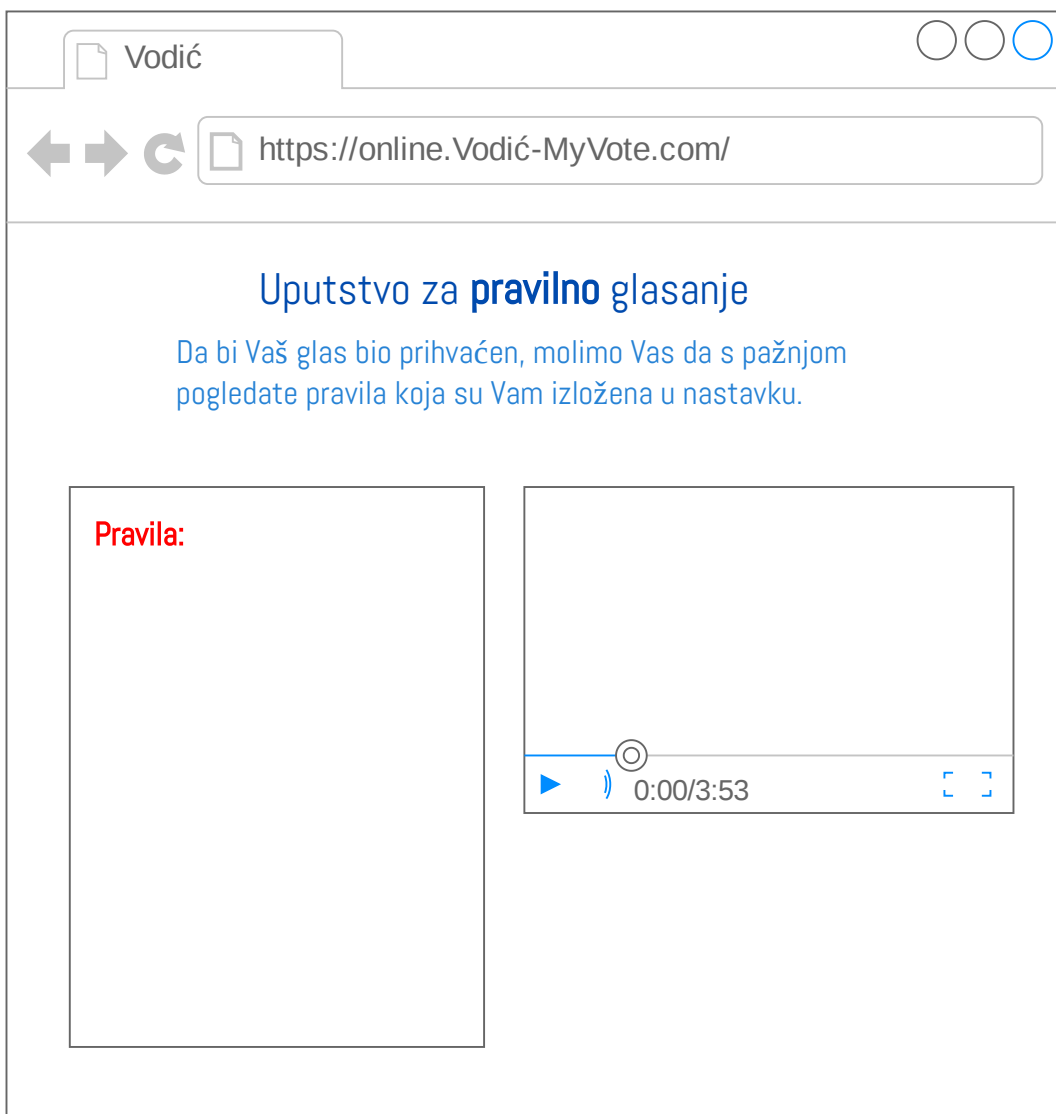 Vodić
https://online.Vodić-MyVote.com/
Uputstvo za pravilno glasanje
Da bi Vaš glas bio prihvaćen, molimo Vas da s pažnjom
pogledate pravila koja su Vam izložena u nastavku.
Pravila:
0:00/3:53